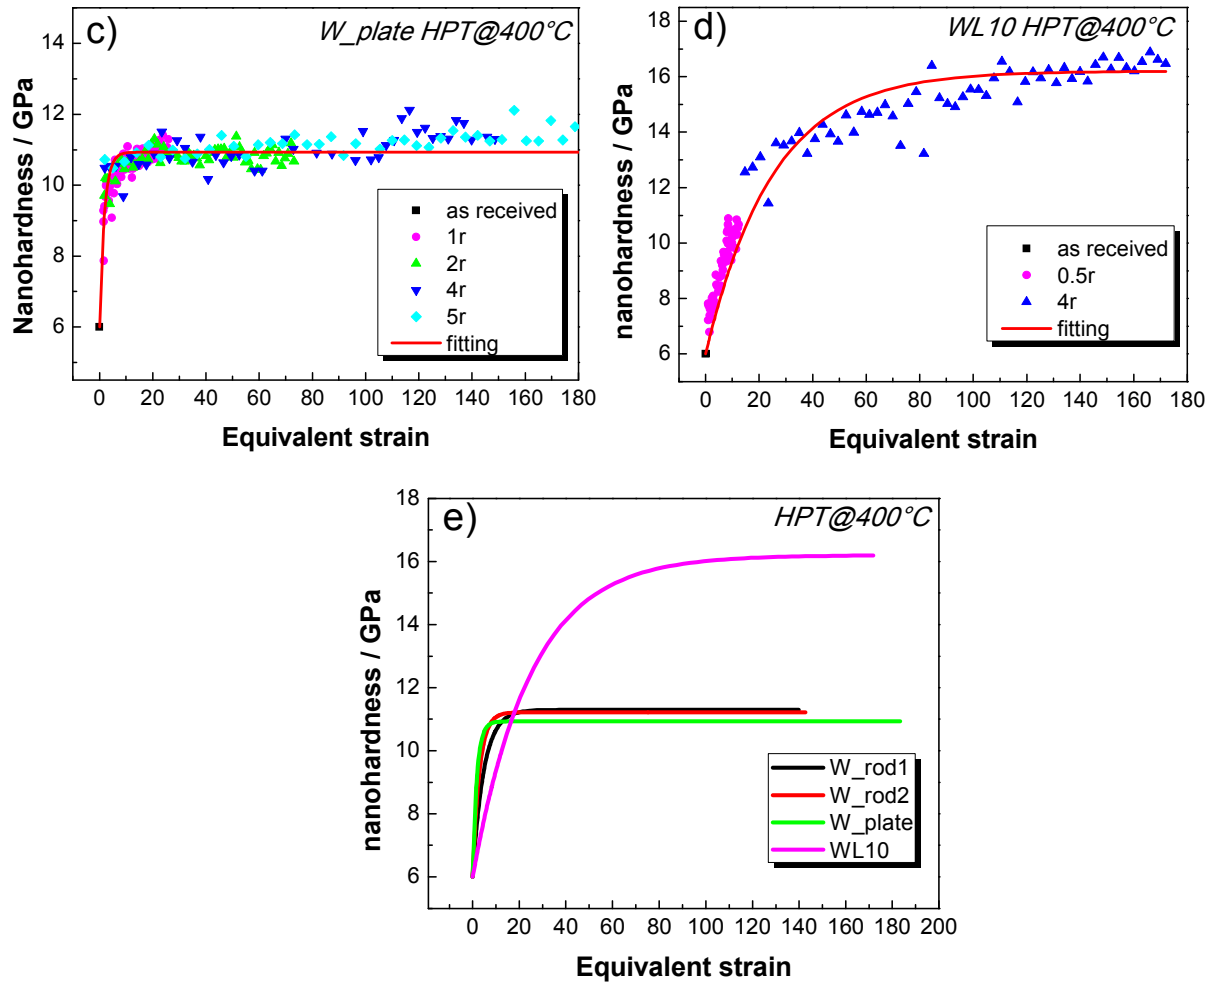 c)
W_plate HPT@400°C
Nanohardness / GPa
14
12
10
8
6
as received
1r
2r
4r
5r
fitting
0 20 40 60 80 100 120 140 160 180
Equivalent strain
d)
WL10 HPT@400°C
nanohardness / GPa
18
16
14
12
10
8
6
as received
0.5r
4r
fitting
0 20 40 60 80 100 120 140 160 180
Equivalent strain
e)
HPT@400°C
nanohardness / GPa
18
16
14
12
10
8
6
W_rod1
W_rod2
W_plate
WL10
0 20 40 60 80 100 120 140 160 180 200
Equivalent strain